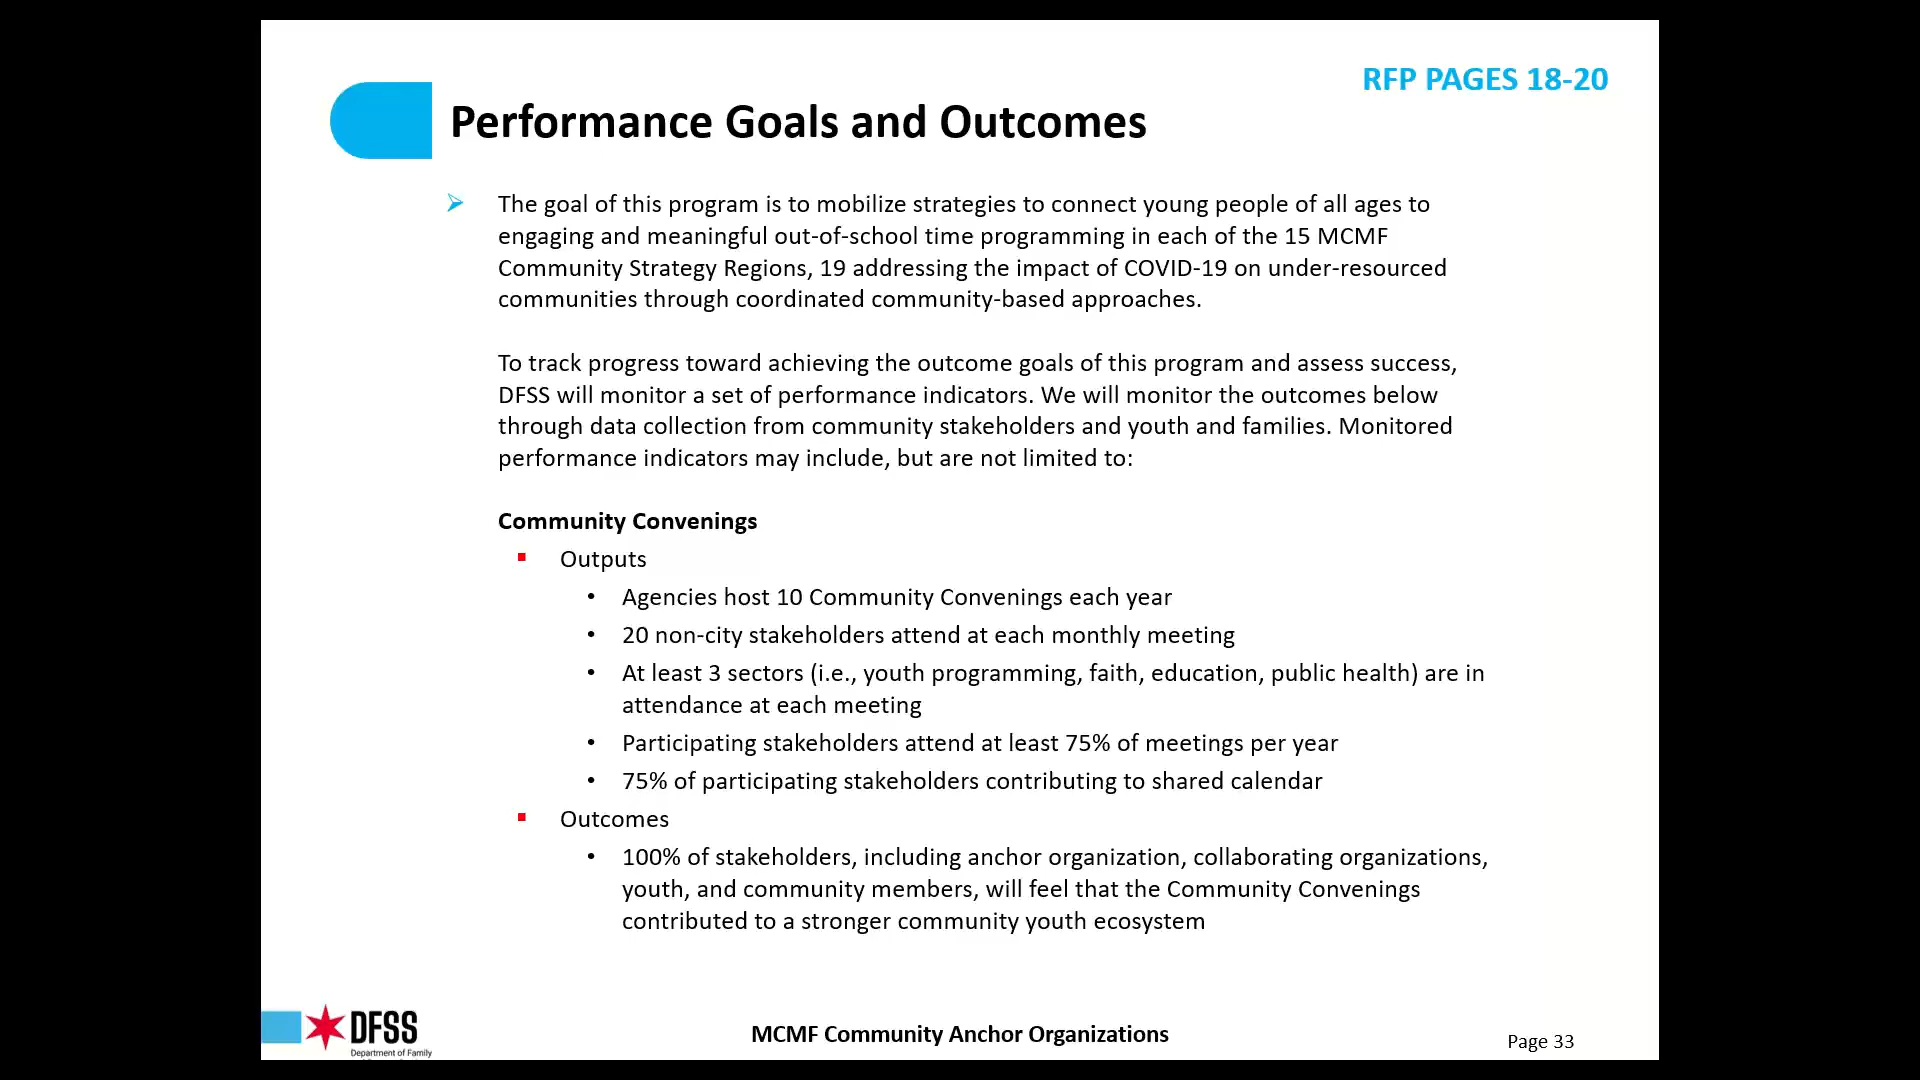 RFP PAGES 18-20
Performance Goals and Outcomes
The goal of this program is to mobilize strategies to connect young people of all ages to
engaging and meaningful out-of-school time programming in each of the 15 MCMF
Community Strategy Regions, 19 addressing the impact of COVID-19 on under-resourced
communities through coordinated community-based approaches.
To track progress toward achieving the outcome goals of this program and assess success,
DFSS will monitor a set of performance indicators. We will monitor the outcomes below
through data collection from community stakeholders and youth and families. Monitored
performance indicators may include, but are not limited to:
Community Convenings
Outputs
• Agencies host 10 Community Convenings each year
• 20 non-city stakeholders attend at each monthly meeting
• At least 3 sectors (i.e., youth programming, faith, education, public health) are in
attendance at each meeting
• Participating stakeholders attend at least 75% of meetings per year
• 75% of participating stakeholders contributing to shared calendar
Outcomes
• 100% of stakeholders, including anchor organization, collaborating organizations,
youth, and community members, will feel that the Community Convenings
contributed to a stronger community youth ecosystem
DFSS
Department of Family
MCMF Community Anchor Organizations
Page 33